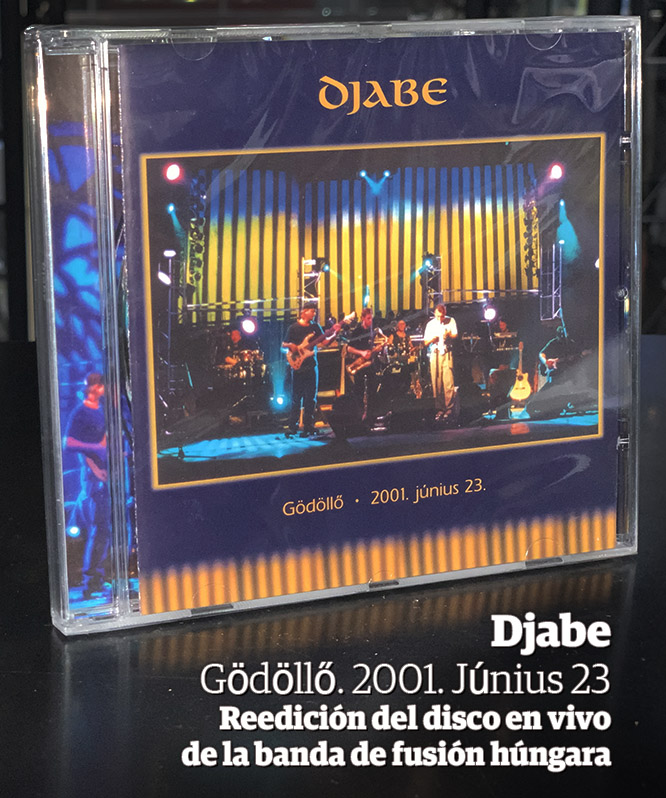 DJABE
Gödöllő · 2001. június 23.
Djabe
Gödöllő. 2001. Június 23
Reedición del disco en vivo
de la banda de fusión húngara